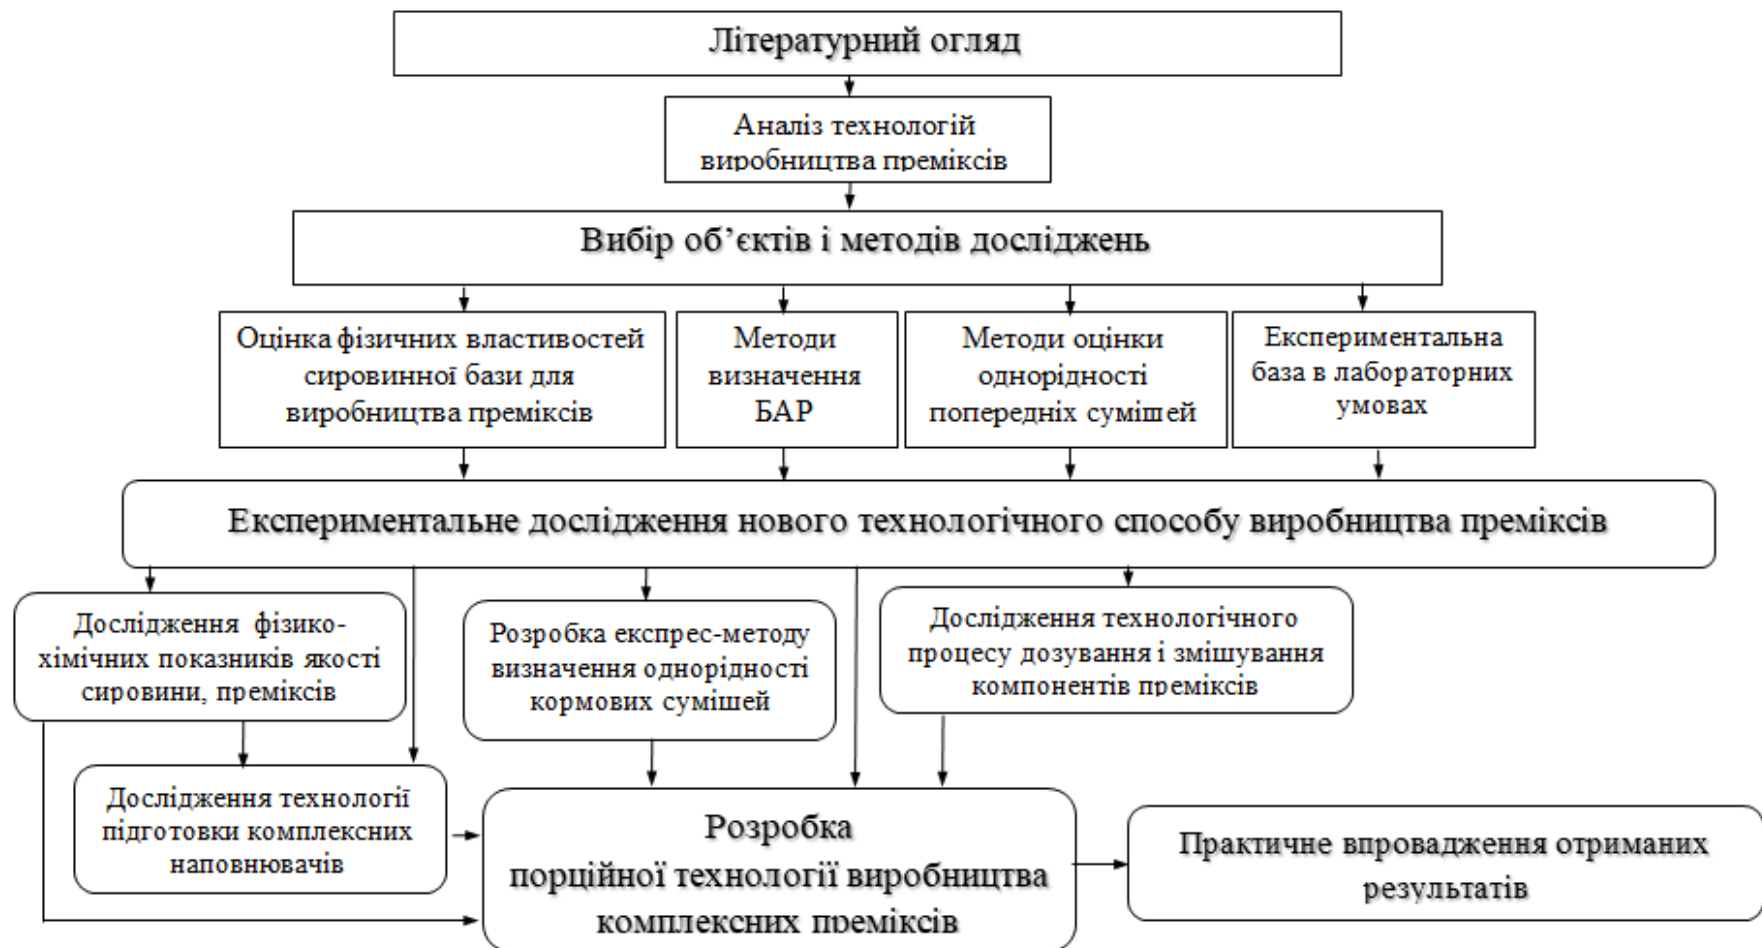 Літературний огляд
Аналіз технологій
виробництва преміксів
Вибір об’єктів і методів досліджень
Оцінка фізичних властивостей
сировинної бази для
виробництва преміксів
Методи
визначення
БАР
Методи оцінки
однорідності
попередніх сумішей
Експериментальна
база в лабораторних
умовах
Експериментальне дослідження нового технологічного способу виробництва преміксів
Дослідження фізико-
хімічних показників якості
сировини, преміксів
Розробка експрес-методу
визначення однорідності
кормових сумішей
Дослідження технологічного
процесу дозування і змішування
компонентів преміксів
Дослідження технології
підготовки комплексних
наповнювачів
Розробка
порційної технології виробництва
комплексних преміксів
Практичне впровадження отриманих
результатів